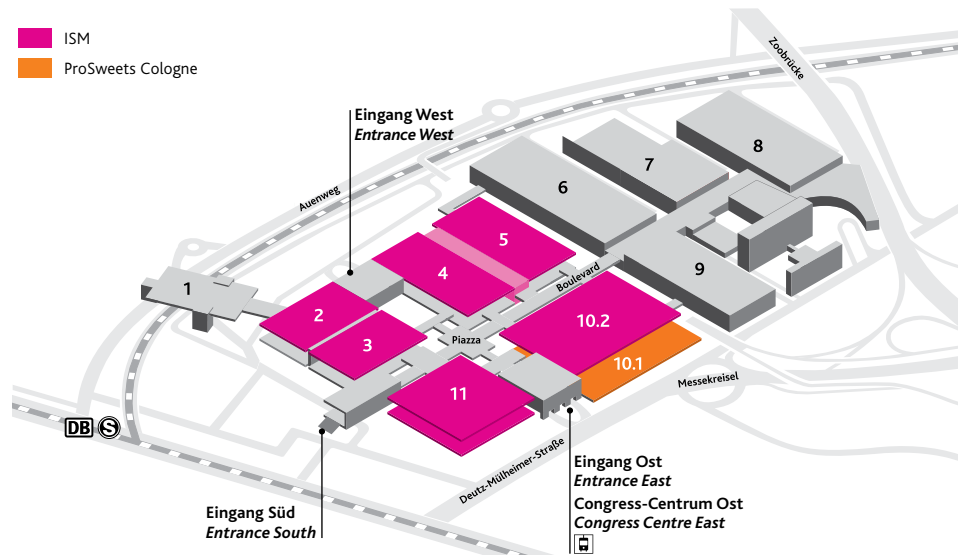 ISM
ProSweets Cologne
Zoobrücke
Eingang West
Entrance West
8
7
6
Auenweg
5
4
9
Boulevard
1
2
10.2
3
Piazza
10.1
Messekreisel
11
DB S
Deutz-Mülheimer-Straße
Eingang Ost
Entrance East
Congress-Centrum Ost
Congress Centre East
Eingang Süd
Entrance South